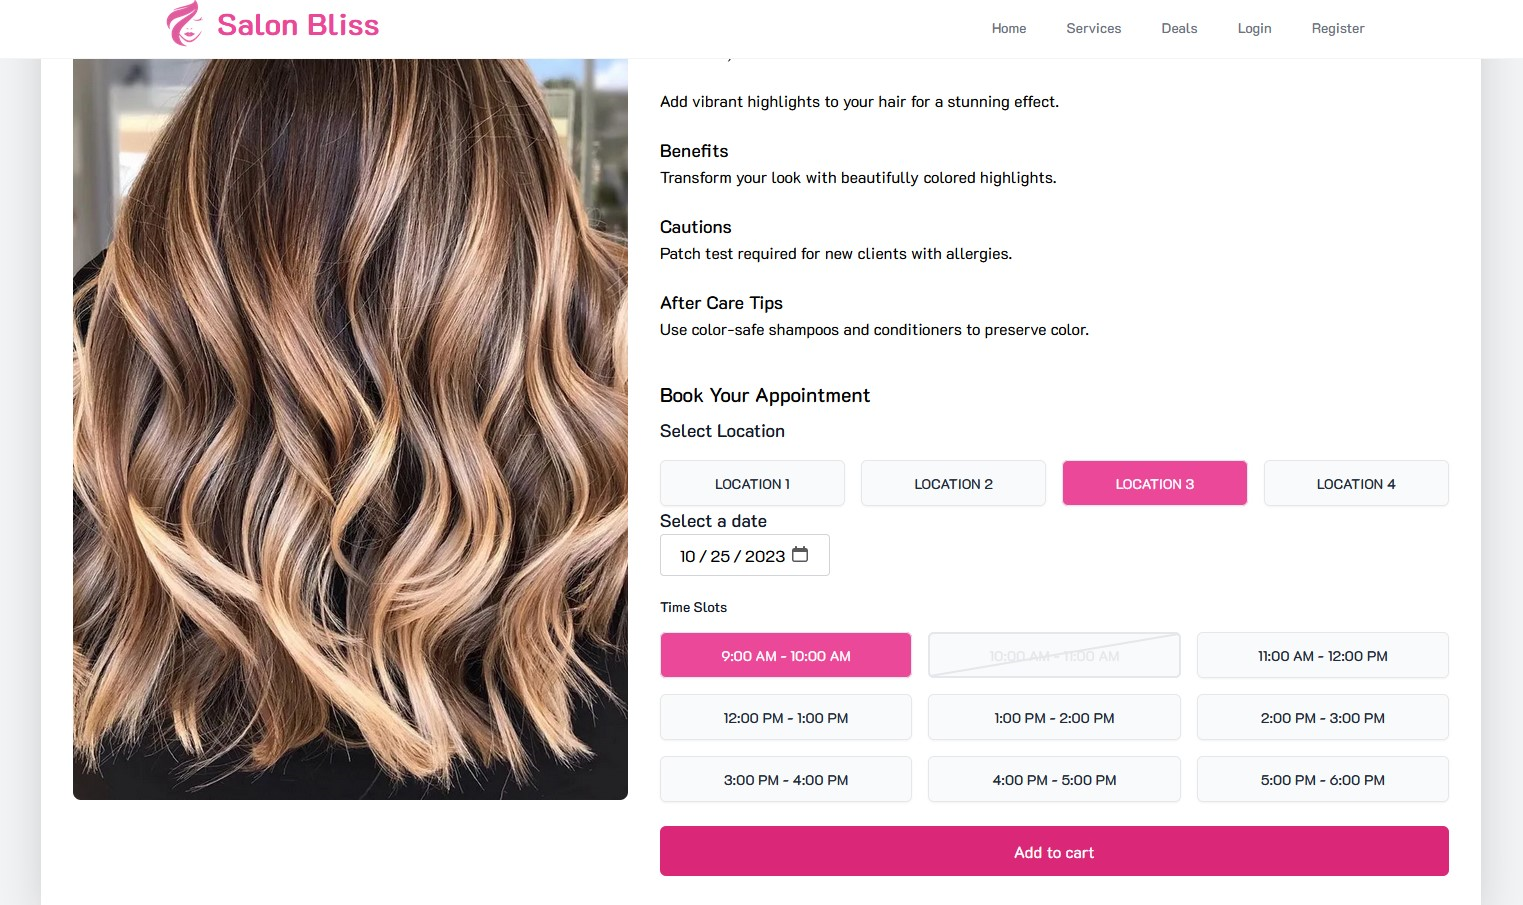 Salon Bliss
Home Services Deals Login Register
Add vibrant highlights to your hair for a stunning effect.
Benefits
Transform your look with beautifully colored highlights.
Cautions
Patch test required for new clients with allergies.
After Care Tips
Use color-safe shampoos and conditioners to preserve color.
Book Your Appointment
Select Location
LOCATION 1 LOCATION 2 LOCATION 3 LOCATION 4
Select a date
10 / 25 / 2023
Time Slots
9:00 AM - 10:00 AM 10:00 AM - 11:00 AM 11:00 AM - 12:00 PM
12:00 PM - 1:00 PM 1:00 PM - 2:00 PM 2:00 PM - 3:00 PM
3:00 PM - 4:00 PM 4:00 PM - 5:00 PM 5:00 PM - 6:00 PM
Add to cart